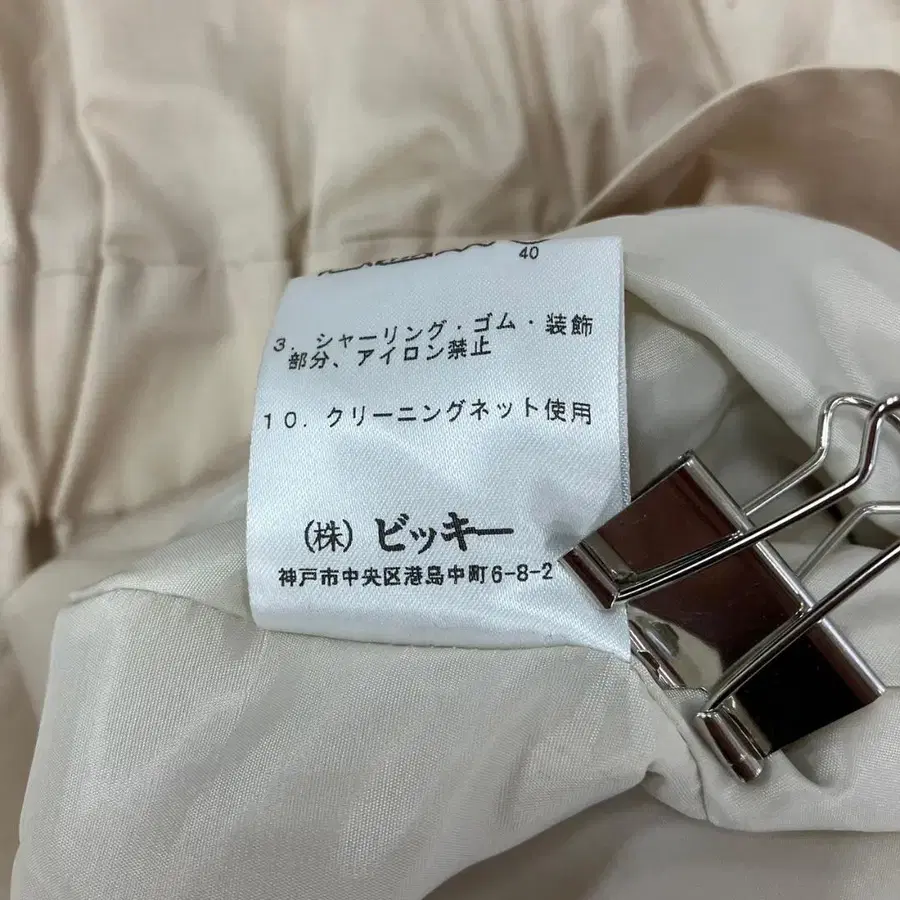 40
3. シャーリング・ゴム・装飾
部分、アイロン禁止
10. クリーニングネット使用
(株) ビッキー
神戸市中央区港島中町6-8-2